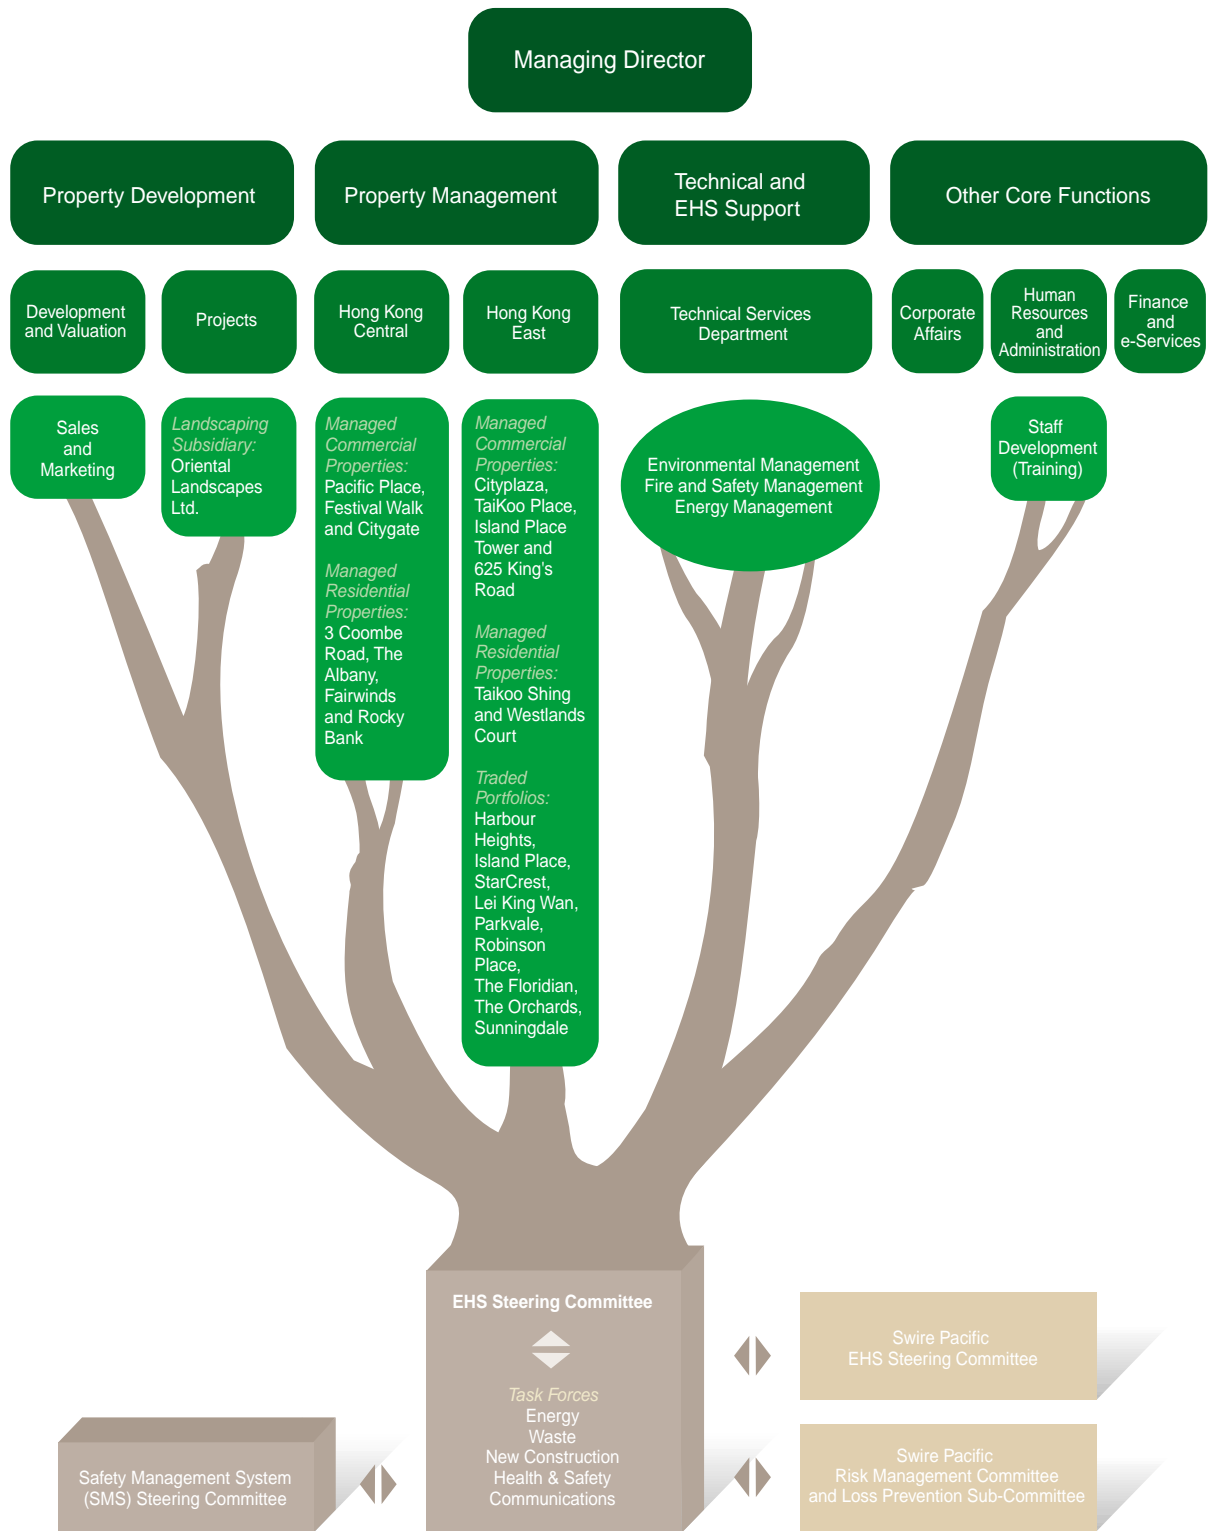 Managing Director
Property Development
Property Management
Technical and
EHS Support
Other Core Functions
Development
and Valuation
Projects
Hong Kong
Central
Hong Kong
East
Technical Services
Department
Corporate
Affairs
Human
Resources
and
Administration
Finance
and
e-Services
Sales
and
Marketing
Landscaping
Subsidiary:
Oriental
Landscapes
Ltd.
Managed
Commercial
Properties:
Pacific Place,
Festival Walk
and Citygate
Managed
Residential
Properties:
3 Coombe
Road, The
Albany,
Fairwinds
and Rocky
Bank
Managed
Commercial
Properties:
Cityplaza,
TaiKoo Place,
Island Place
Tower and
625 King's
Road
Managed
Residential
Properties:
Taikoo Shing
and Westlands
Court
Traded
Portfolios:
Harbour
Heights,
Island Place,
StarCrest,
Lei King Wan,
Parkvale,
Robinson
Place,
The Floridian,
The Orchards,
Sunningdale
Environmental Management
Fire and Safety Management
Energy Management
Staff
Development
(Training)
EHS Steering Committee
Task Forces
Energy
Waste
New Construction
Health & Safety
Communications
Safety Management System
(SMS) Steering Committee
Swire Pacific
EHS Steering Committee
Swire Pacific
Risk Management Committee
and Loss Prevention Sub-Committee